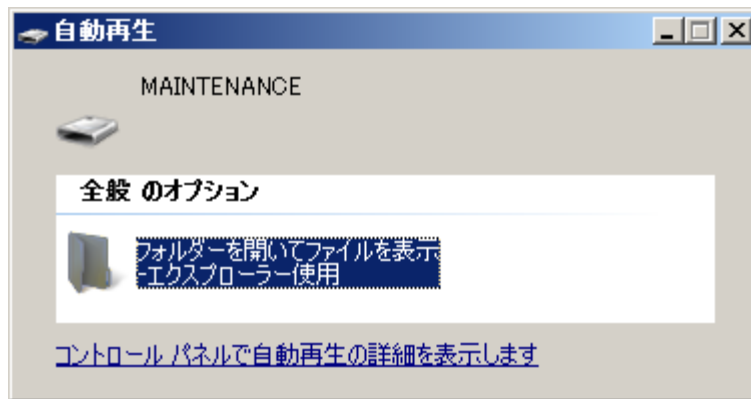 自動再生
MAINTENANCE
全般 のオプション
フォルダーを開いてファイルを表示
-エクスプローラー使用
コントロール パネルで自動再生の詳細を表示します